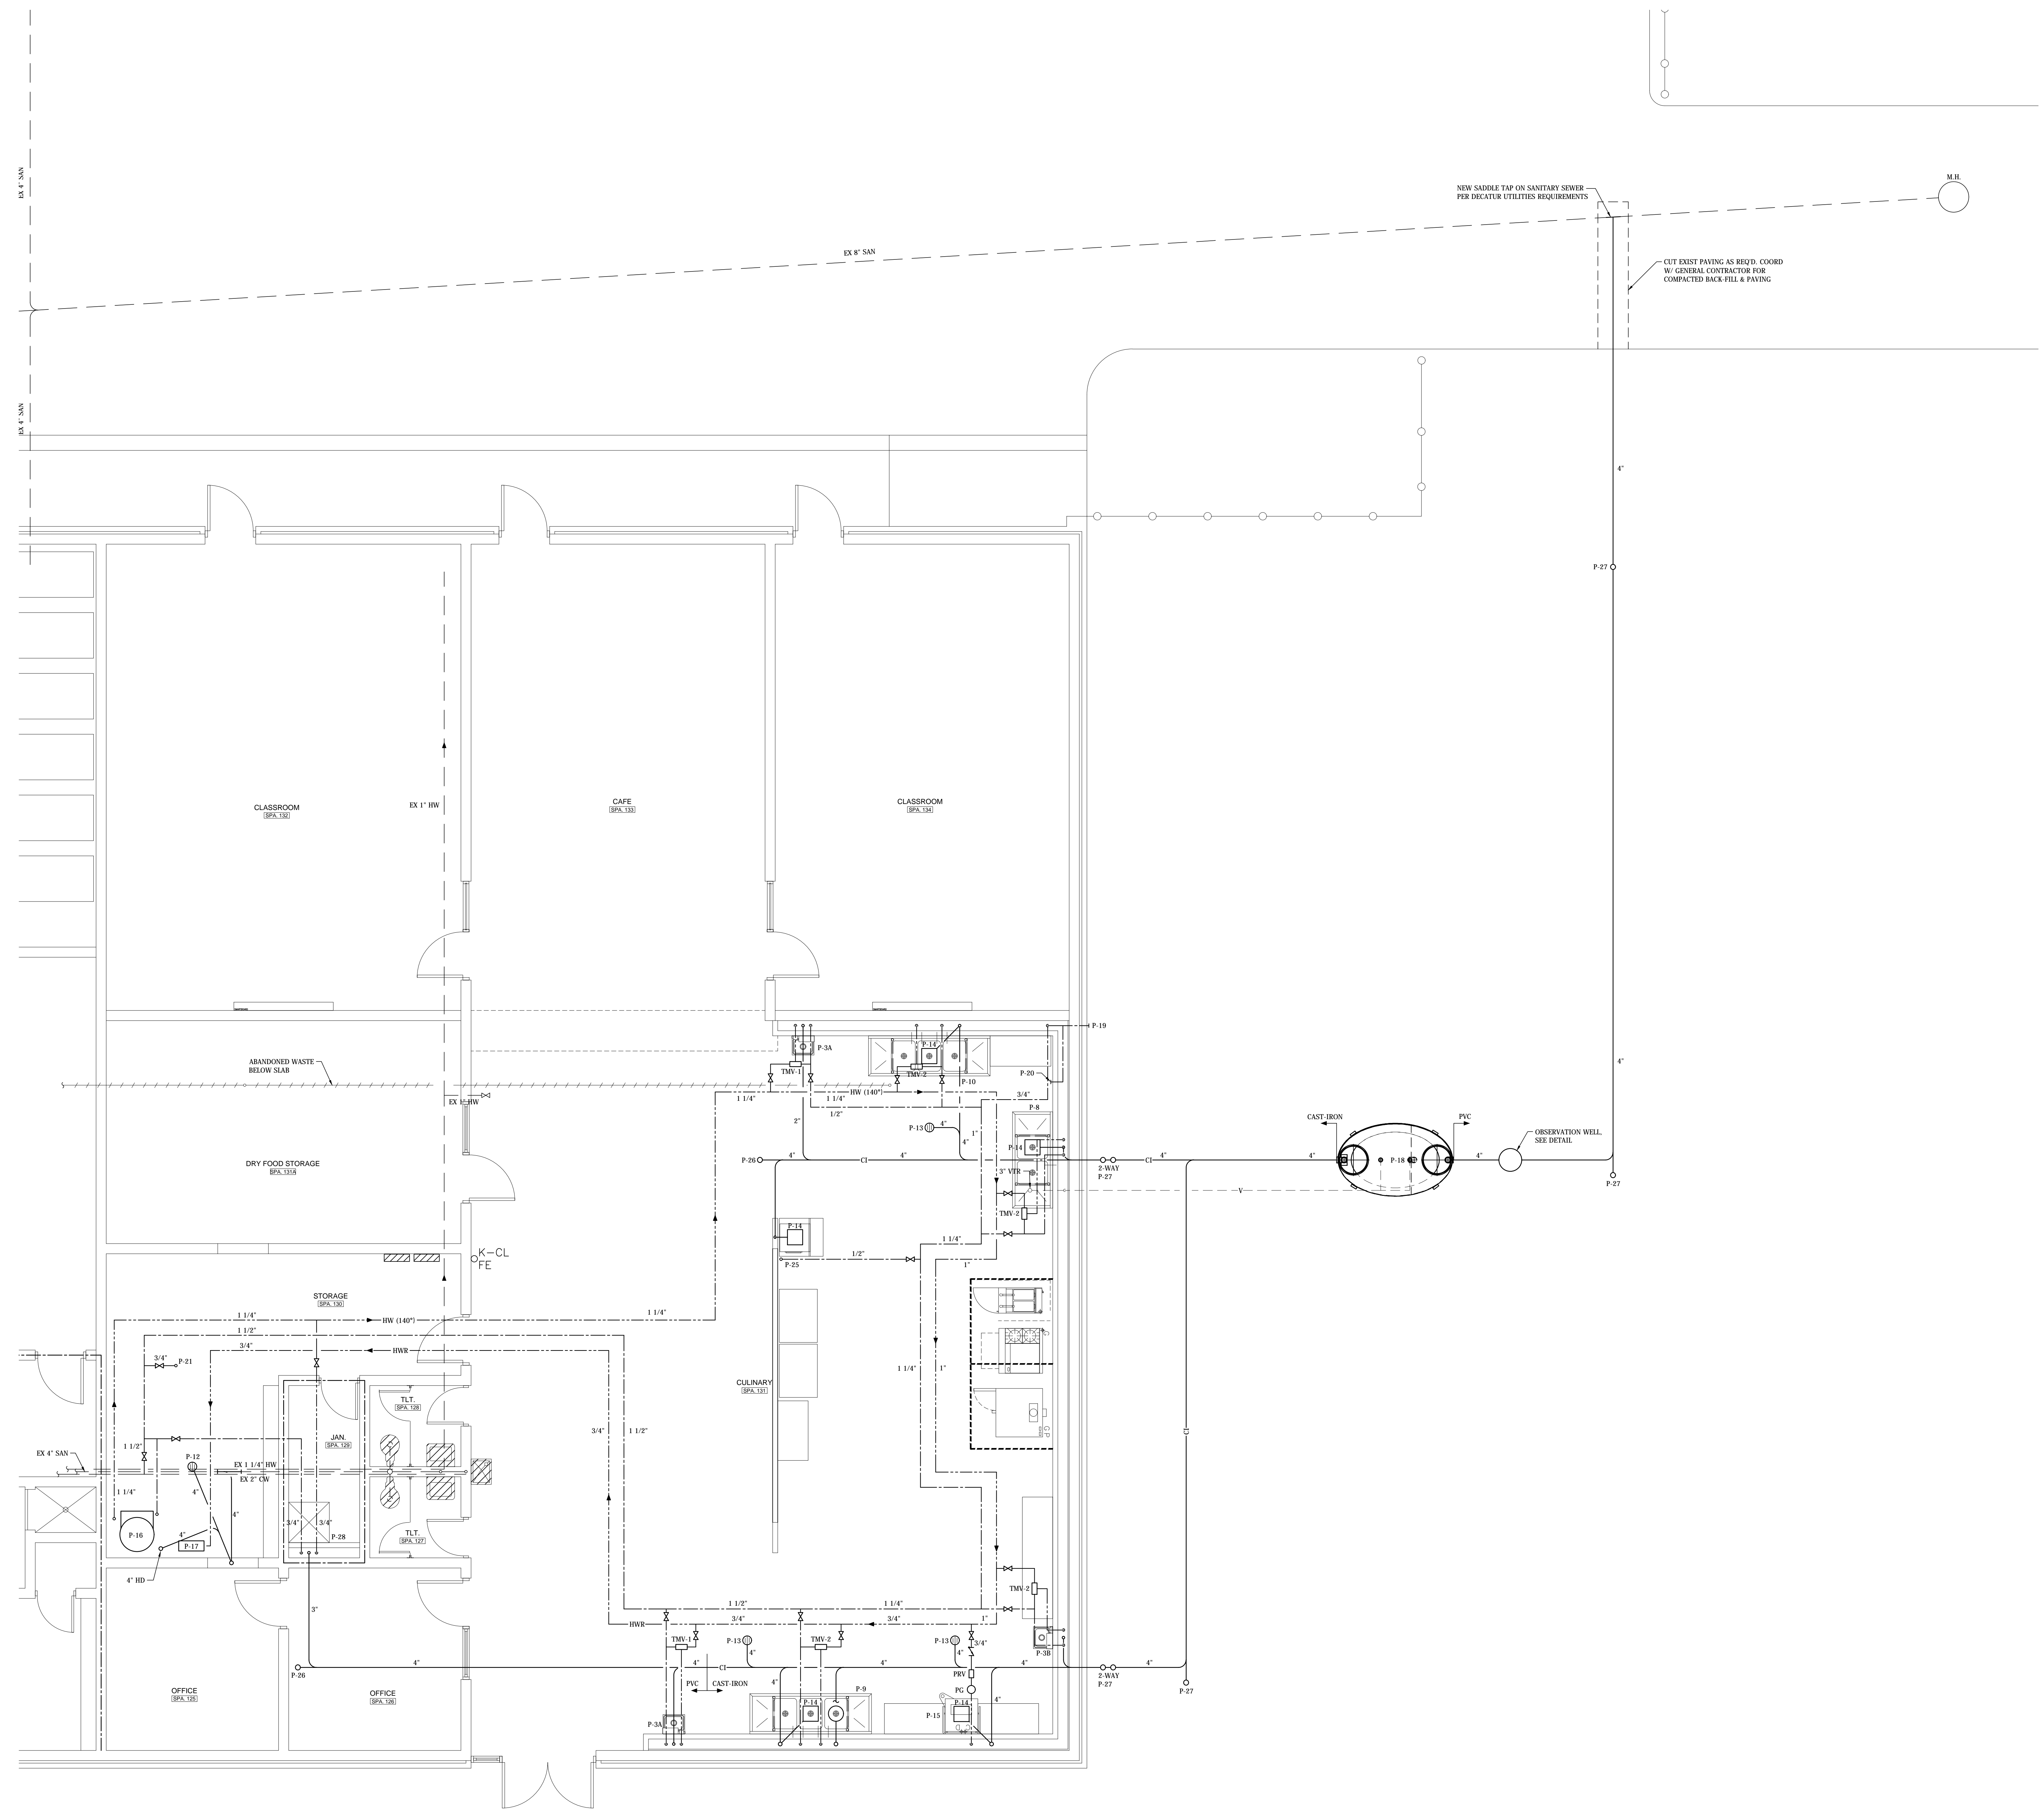 M.H.
EX 4" SAN
NEW SADDLE TAP ON SANITARY SEWER
PER DECATUR UTILITIES REQUIREMENTS
EX 8" SAN
CUT EXIST PAVING AS REQ'D. COORD
W/ GENERAL CONTRACTOR FOR
COMPACTED BACK-FILL & PAVING
EX 4" SAN
4"
P-27
CLASSROOM
SPA. 132
EX 1" HW
CAFE
SPA. 133
CLASSROOM
SPA. 134
P-19
P-3A
P-14
ABANDONED WASTE
BELOW SLAB
TMV-1
TMV-2
P-20
4"
P-10
EX 1" HW
1 1/4"
1 1/4"
HW (140°)
3/4"
1/2"
P-8
2"
P-13
4"
1"
4"
CAST-IRON
PVC
P-14
OBSERVATION WELL.
SEE DETAIL
DRY FOOD STORAGE
SPA. 131A
P-26
4"
CI
4"
CI
4"
4"
P-18
4"
2-WAY
P-27
3" VTR
P-27
V
TMV-2
P-14
1 1/4"
K-CL
FE
1/2"
P-25
1"
STORAGE
SPA. 130
1 1/4"
HW (140°)
1 1/4"
1 1/2"
3/4"
HWR
3/4"
P-21
1 1/4"
1"
CULINARY
SPA. 131
TLT.
SPA. 128
JAN.
SPA. 129
3/4"
1 1/2"
CI
GP
1 1/2"
EX 4" SAN
P-12
EX 1 1/4" HW
EX 2" CW
1 1/4"
4"
4"
3/4"
3/4"
P-16
4"
P-17
P-28
TLT.
SPA. 127
4" HD
TMV-2
3"
1 1/2"
1 1/4"
HWR
3/4"
3/4"
1"
TMV-1
P-13
TMV-2
P-13
3/4"
4"
4"
P-3B
P-26
4"
4"
CI
4"
4"
4"
PRV
2-WAY
P-27
P-27
PVC
CAST-IRON
4"
P-9
PG
4"
OFFICE
SPA. 125
OFFICE
SPA. 126
P-3A
P-14
P-15
P-14